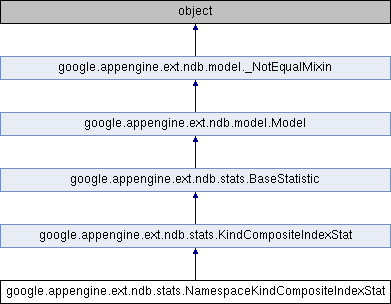 object
google.appengine.ext.ndb.model._NotEqualMixin
google.appengine.ext.ndb.model.Model
google.appengine.ext.ndb.stats.BaseStatistic
google.appengine.ext.ndb.stats.KindCompositeIndexStat
google.appengine.ext.ndb.stats.NamespaceKindCompositeIndexStat